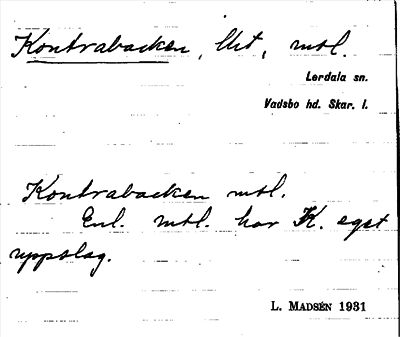 Kontrabacken, lht, mtl.
Lerdala sn.
Vadsbo hd. Skar. l.
Kontrabacken mtl.
Enl. mtl. har K. eget
uppslag.
L. Madsén 1931